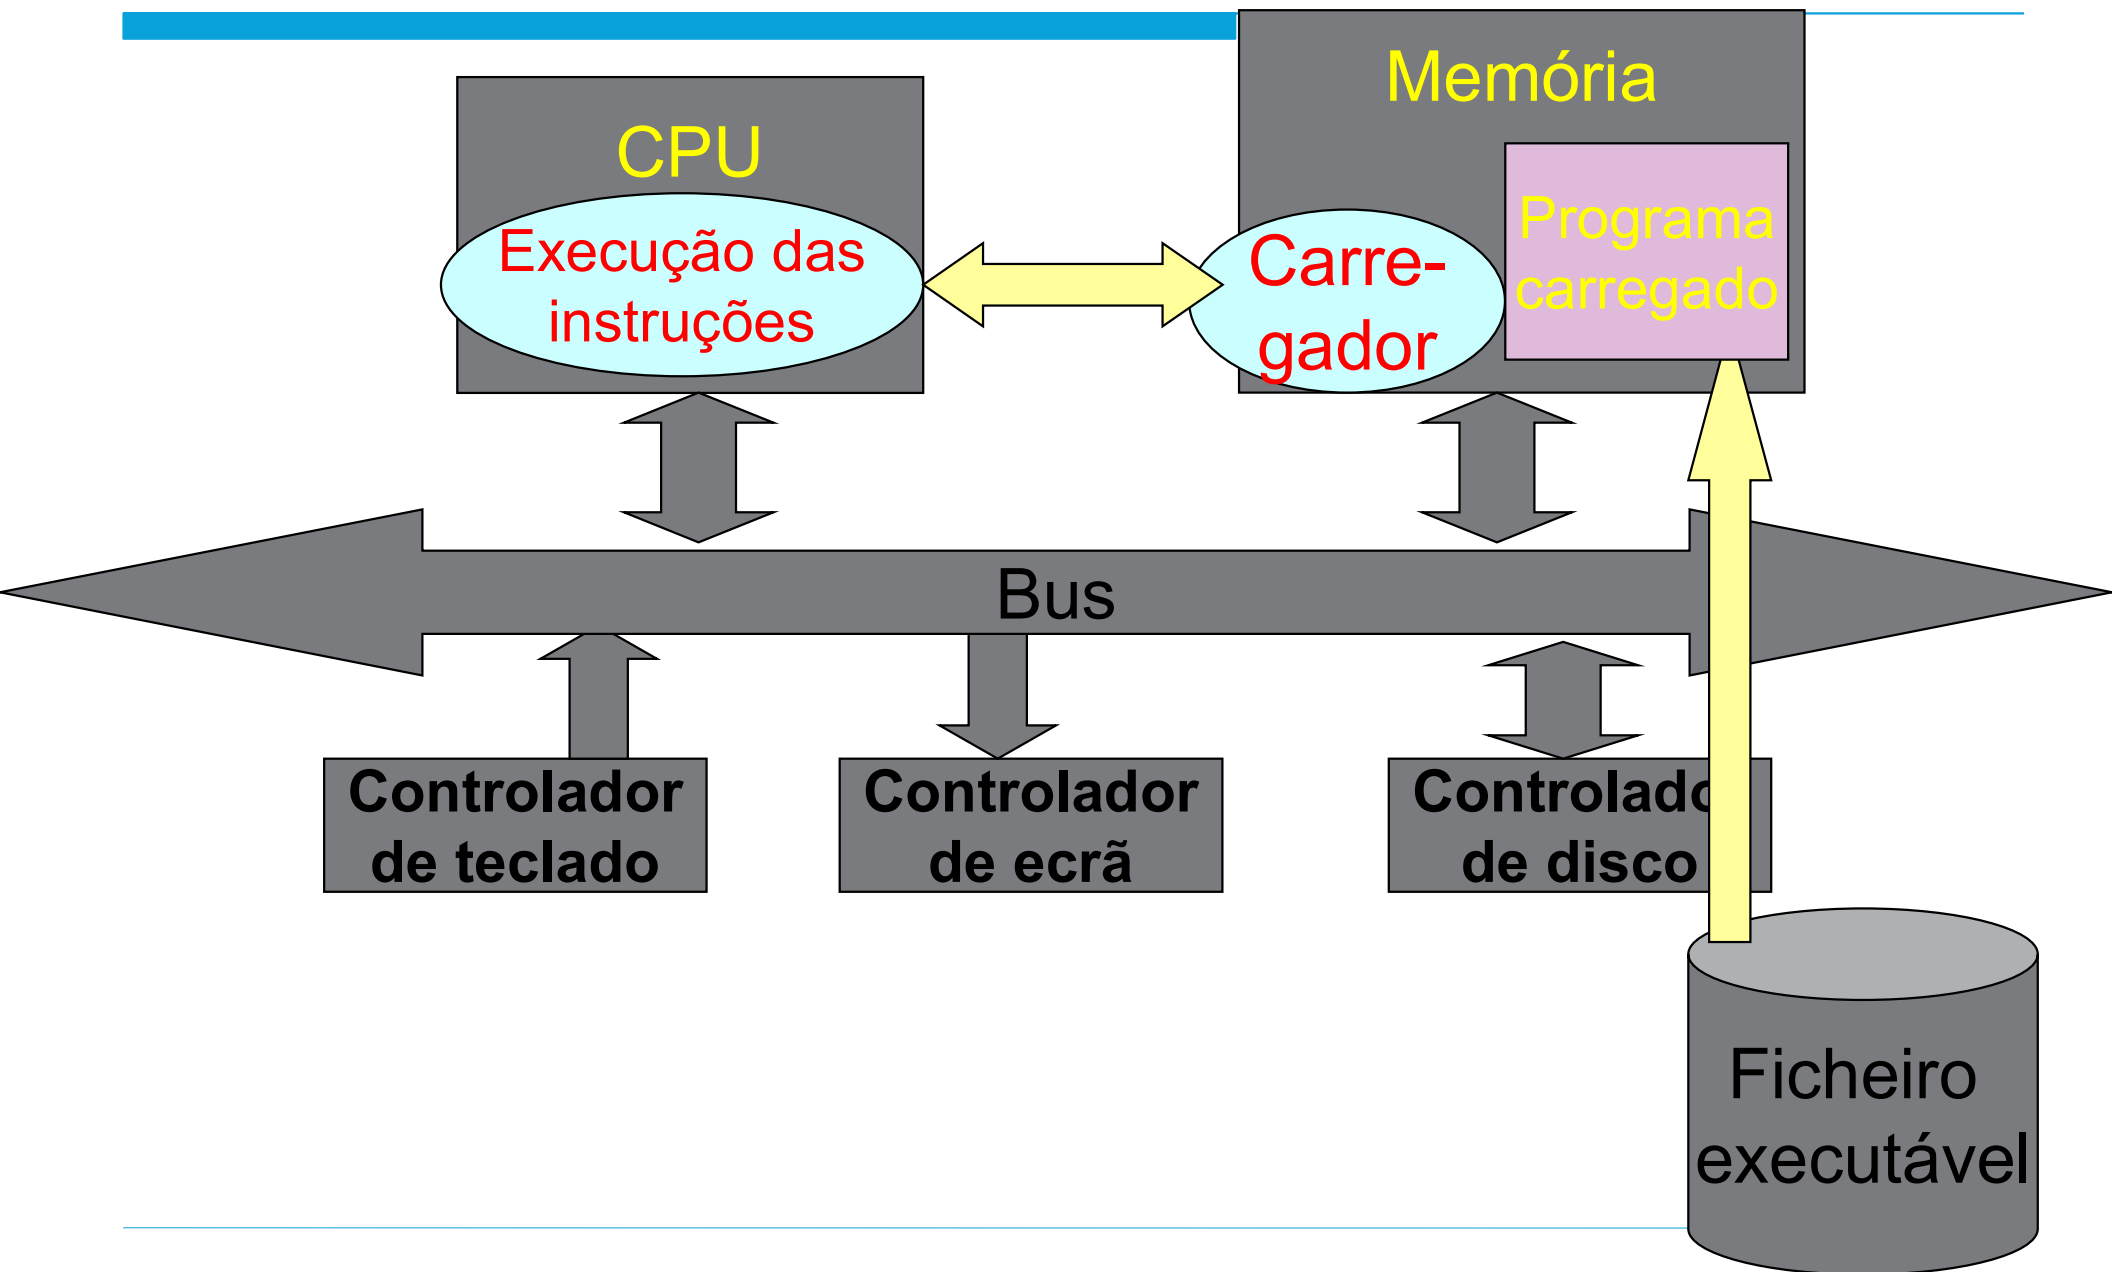 Memória
CPU
Programa
carregado
Execução das
instruções
Carre-
gador
Bus
Controlador
de teclado
Controlador
de ecrã
Controlado
de disco
Ficheiro
executável